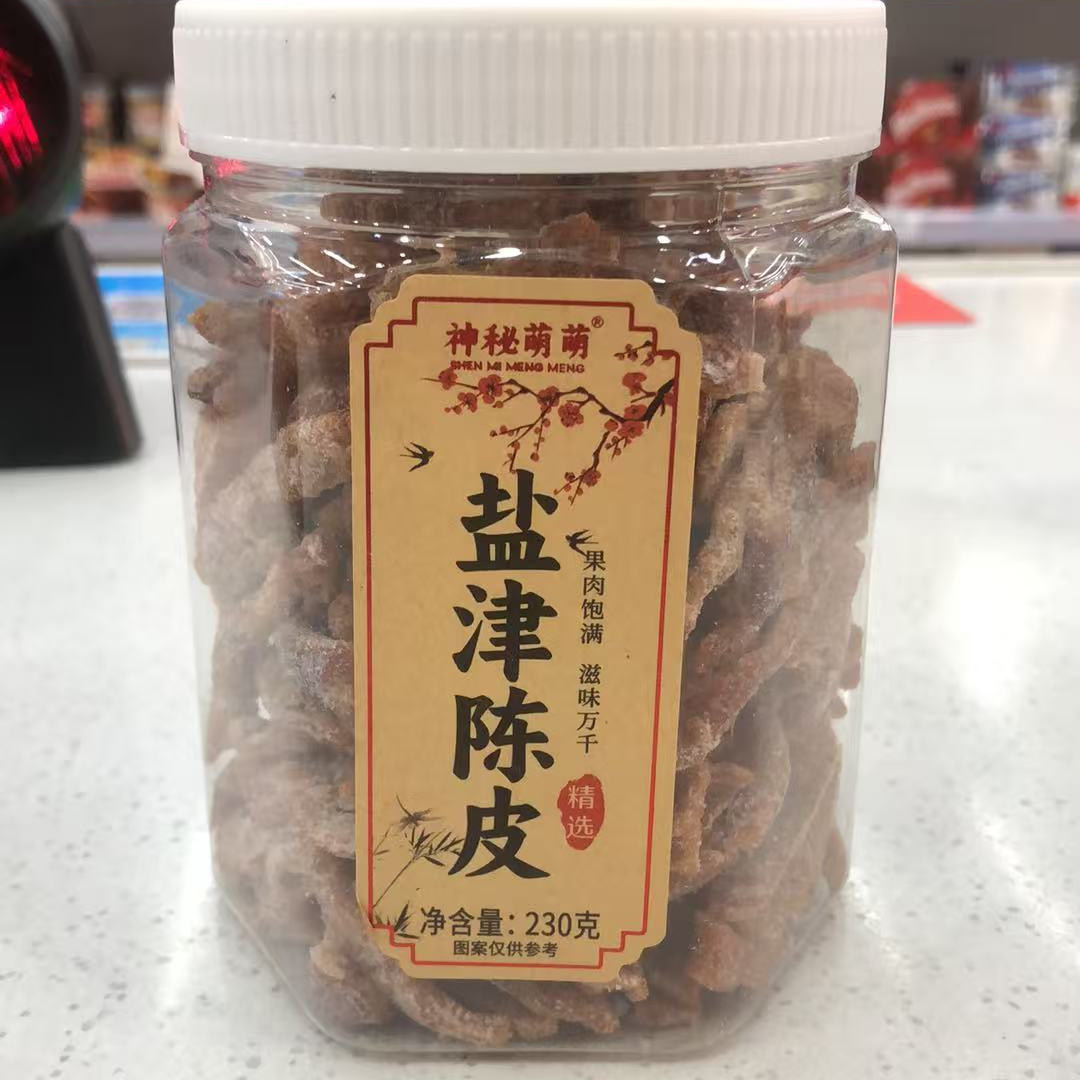 神秘萌萌®
SHEN MI MENG MENG
盐津陈皮
果肉饱满 滋味万千
精选
净含量：230克
图案仅供参考